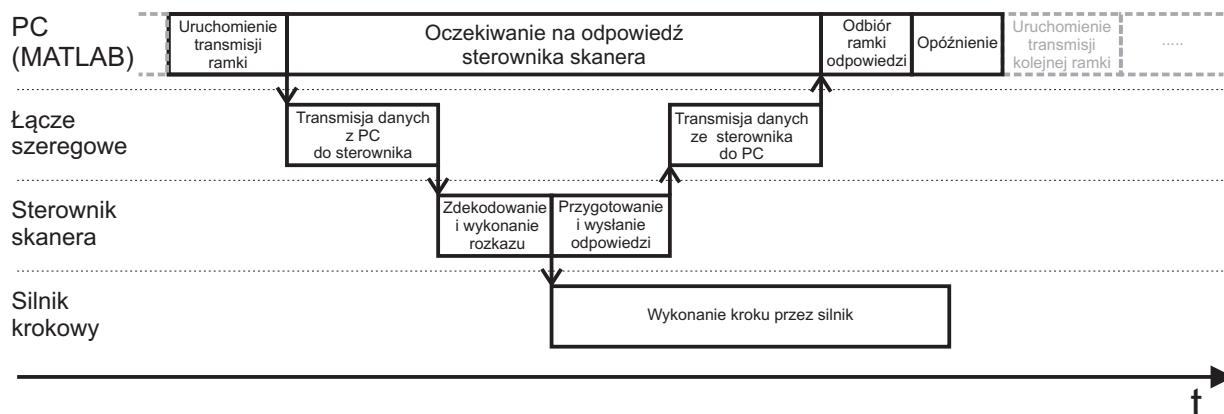 PC
(MATLAB)
Uruchomienie
transmisji
ramki
Oczekiwanie na odpowiedź
sterownika skanera
Odbiór
ramki
odpowiedzi
Opóźnienie
Uruchomienie
transmisji
kolejnej ramki
.....
Łącze
szeregowe
Transmisja danych
z PC
do sterownika
Transmisja danych
ze sterownika
do PC
Sterownik
skanera
Zdekodowanie
i wykonanie
rozkazu
Przygotowanie
i wysłanie
odpowiedzi
Silnik
krokowy
Wykonanie kroku przez silnik
t